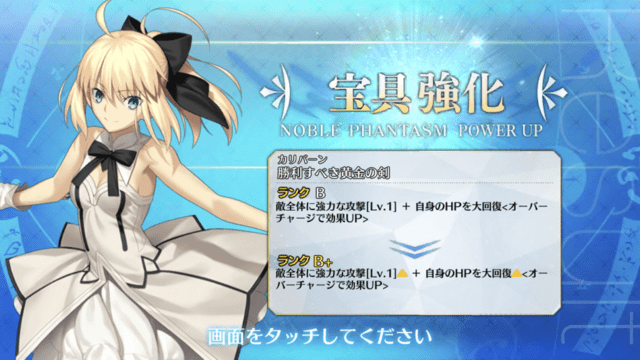 宝具強化
NOBLE PHANTASM POWER UP
カリバーン
勝利すべき黄金の剣
ランク B
敵全体に強力な攻撃[Lv.1] + 自身のHPを大回復<オーバー
チャージで効果UP>
ランク B+
敵全体に強力な攻撃[Lv.1]▲ + 自身のHPを大回復▲<オー
バーチャージで効果UP>
画面をタッチしてください